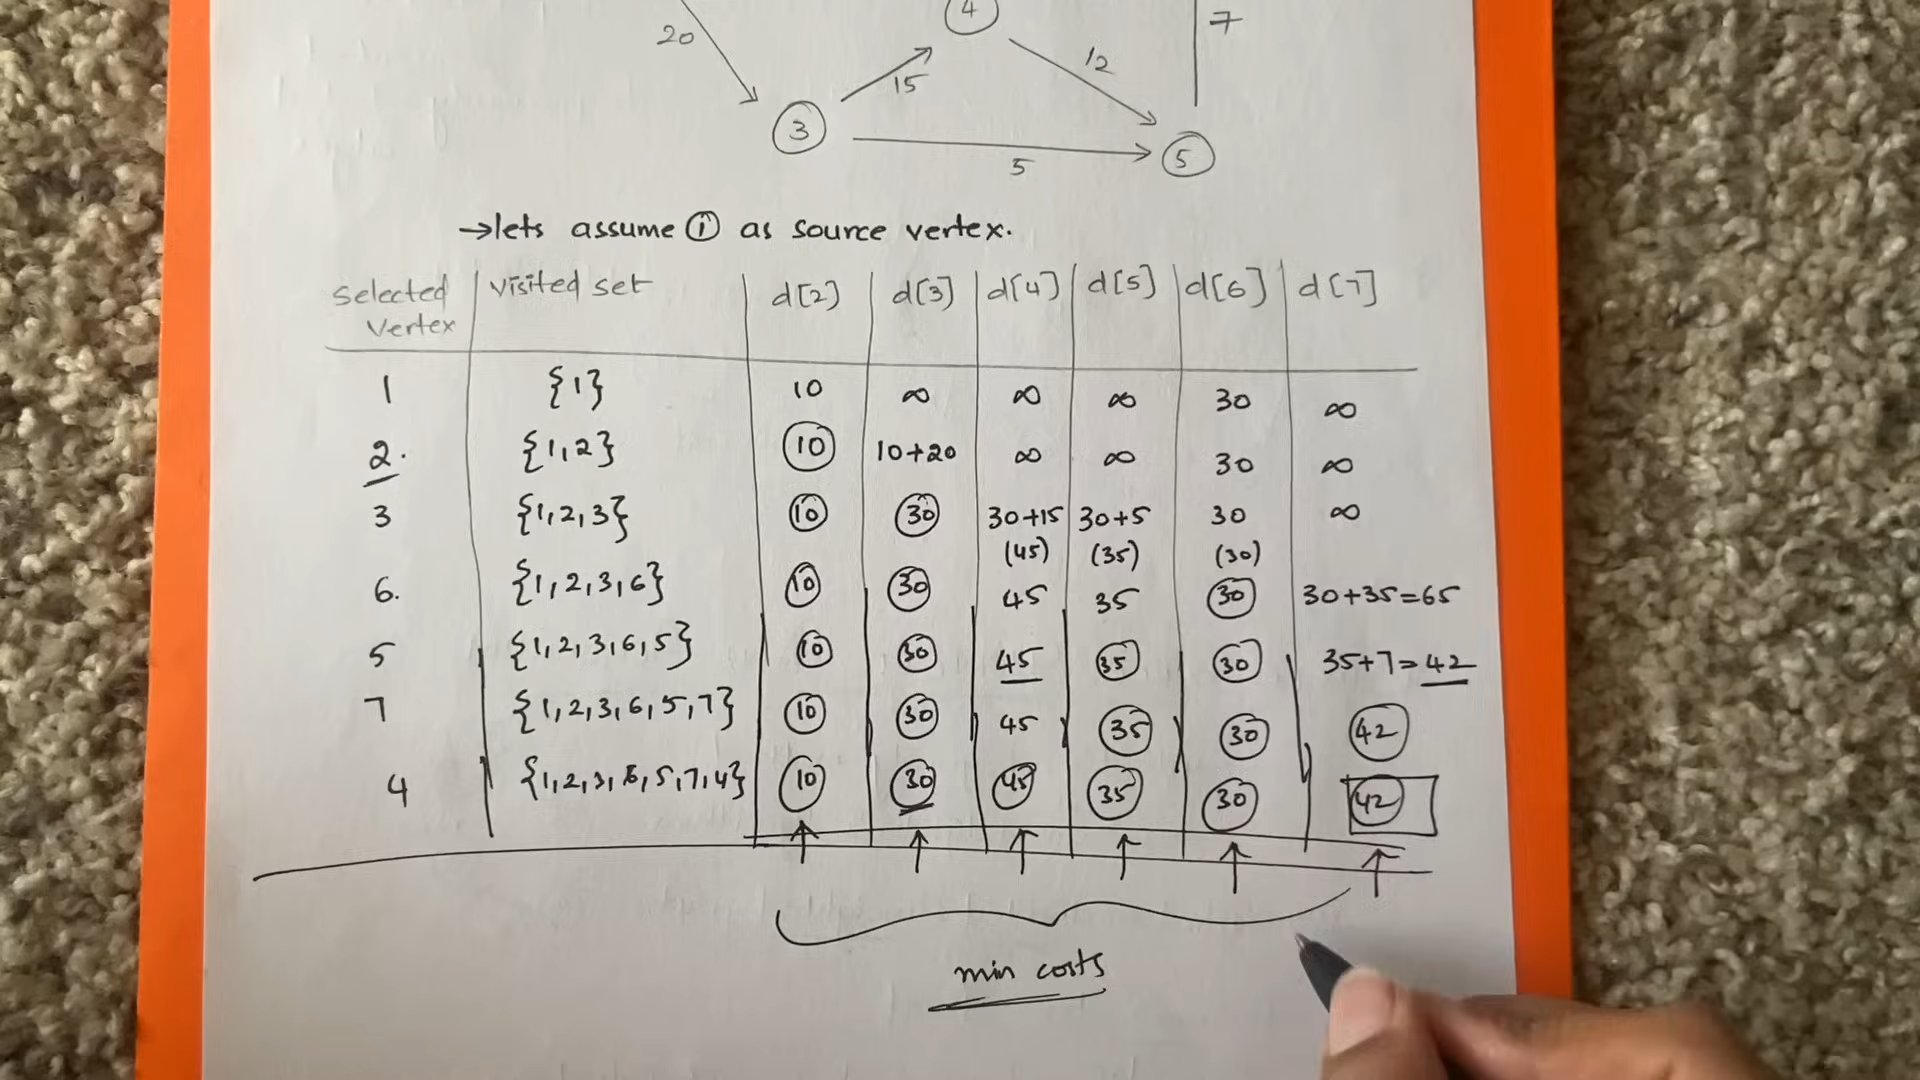 4
7
20
12
15
3
5
5
→lets assume ① as source vertex.
Selected Vertex | Visited set | d[2] | d[3] | d[4] | d[5] | d[6] | d[7]
1 {1} 10 ∞ ∞ ∞ 30 ∞
2. {1,2} 10 10+20 ∞ ∞ 30 ∞
3 {1,2,3} 10 30 30+15 30+5 30 ∞
(45) (35) (30)
6. {1,2,3,6} 10 30 45 35 30 30+35=65
5 {1,2,3,6,5} 10 30 45 35 30 35+7=42
7 {1,2,3,6,5,7} 10 30 45 35 30 42
4 {1,2,3,6,5,7,4} 10 30 45 35 30 42
min costs